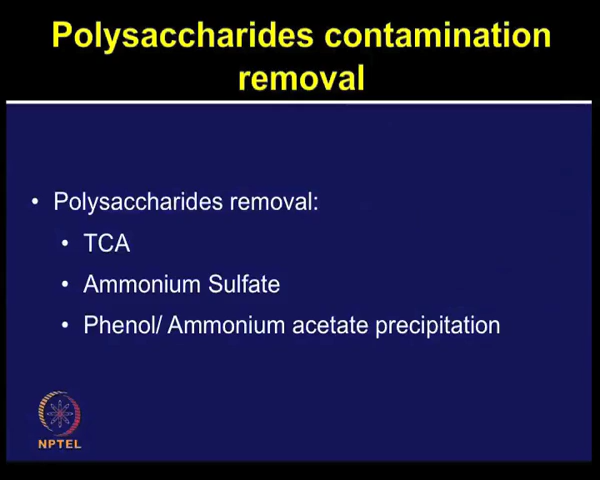 Polysaccharides contamination
removal
• Polysaccharides removal:
• TCA
• Ammonium Sulfate
• Phenol/ Ammonium acetate precipitation
NPTEL